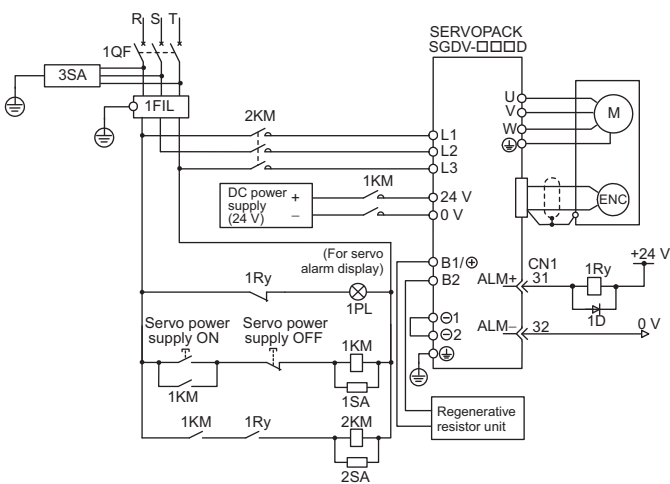 R S T
1QF
3SA
1FIL
2KM
SERVOPACK
SGDV-□□□D
U
V
W
M
L1
L2
L3
DC power
supply
(24 V)
+
−
1KM
24 V
0 V
ENC
(For servo
alarm display)
1Ry
1PL
B1/⊕
B2
ALM+
CN1
31
1Ry
+24 V
1D
⊖1
⊖2
ALM−
32
0 V
Servo power
supply ON
Servo power
supply OFF
1KM
1KM
1SA
1KM
1Ry
2KM
2SA
Regenerative
resistor unit